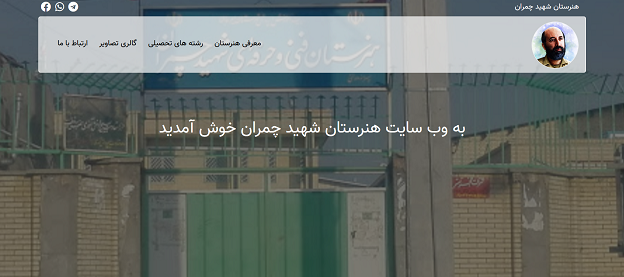 هنرستان شهید چمران
معرفی هنرستان
رشته های تحصیلی
گالری تصاویر
ارتباط با ما
هنرستان فنی و حرفه ای شهید چمران
به وب سایت هنرستان شهید چمران خوش آمدید